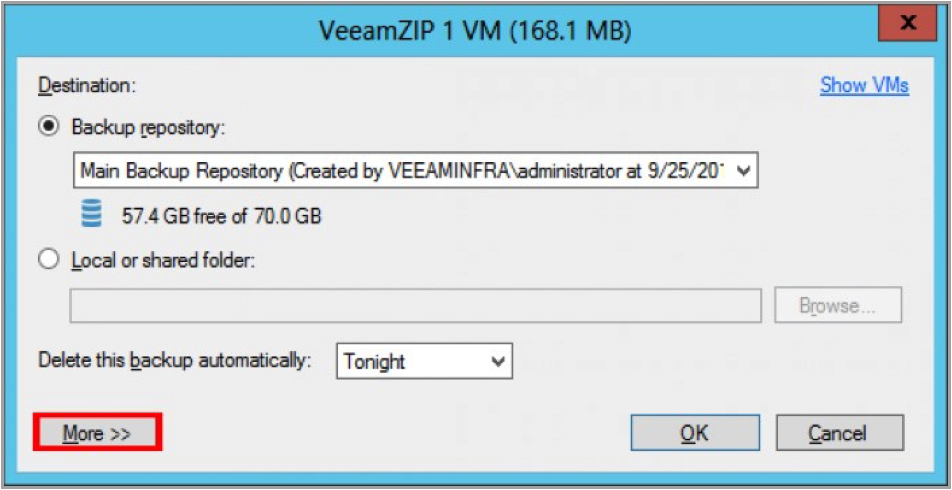 VeeamZIP 1 VM (168.1 MB)
x
Destination:
Show VMs
Backup repository:
Main Backup Repository (Created by VEEAMINFRA\administrator at 9/25/201
57.4 GB free of 70.0 GB
Local or shared folder:
Browse...
Delete this backup automatically:
Tonight
More >>
OK
Cancel